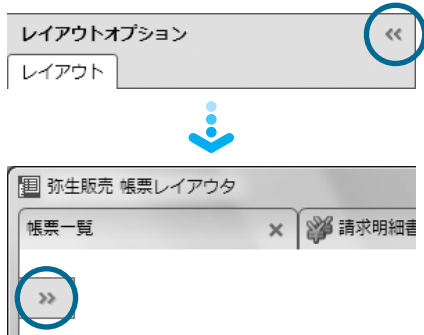 レイアウトオプション «
レイアウト
弥生販売 帳票レイアウタ
帳票一覧 × 請求明細書
»